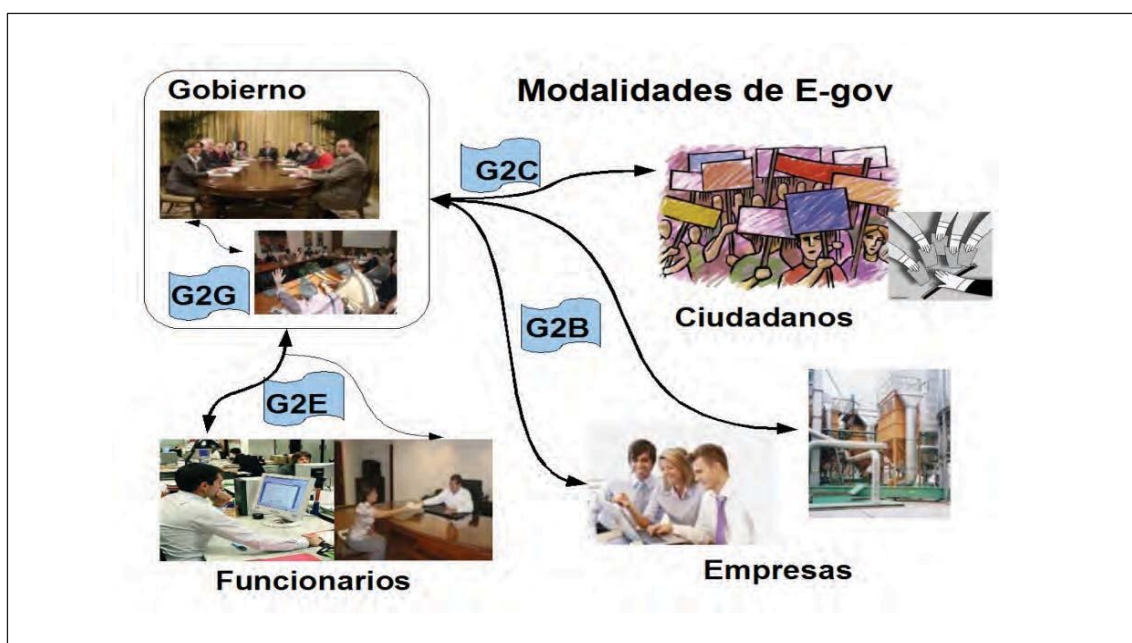 Gobierno
Modalidades de E-gov
G2C
G2G
Ciudadanos
G2B
G2E
Funcionarios
Empresas